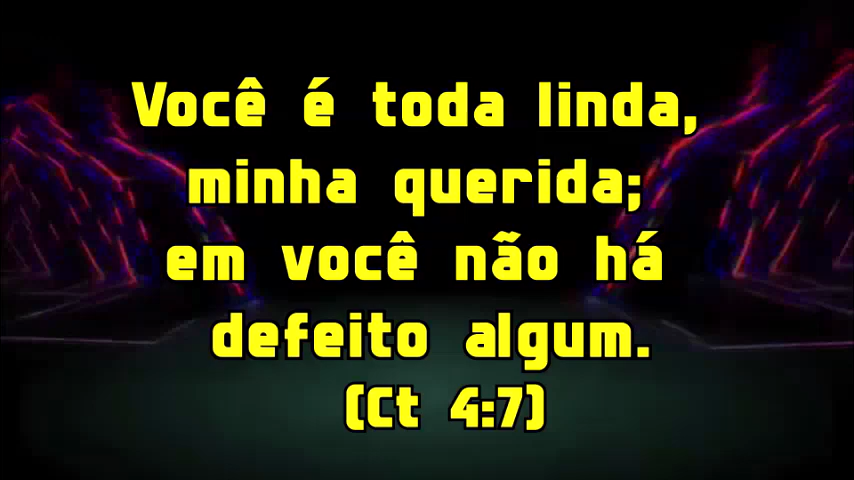 Você é toda linda,
minha querida;
em você não há
defeito algum.
(Ct 4:7)